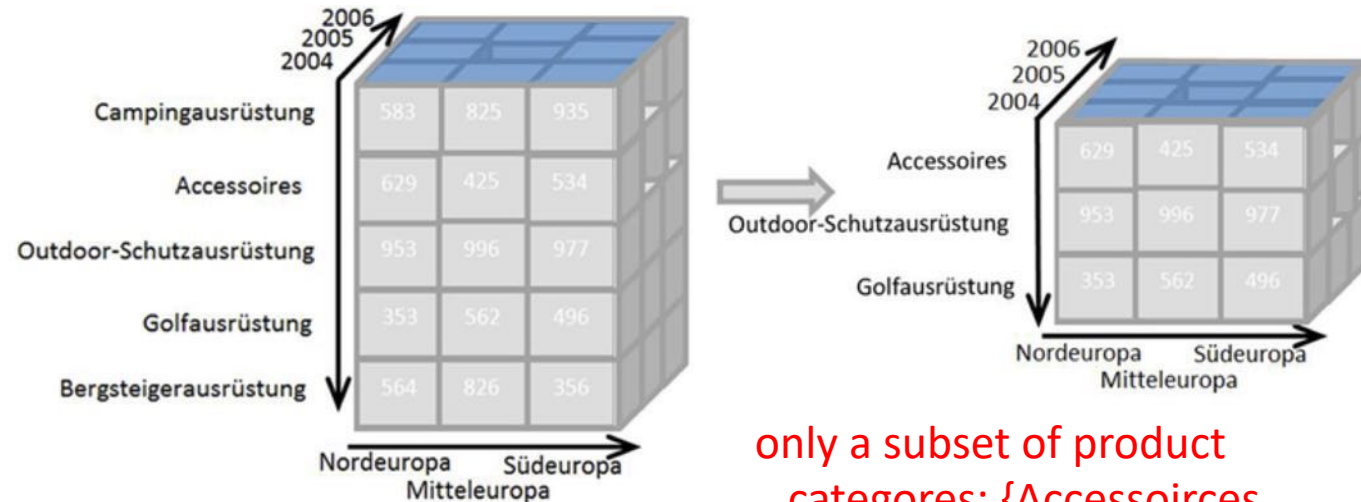 2006
2005
2004
Campingausrüstung 583 825 935
Accessoires 629 425 534
Outdoor-Schutzausrüstung 953 996 977
Golfausrüstung 353 562 496
Bergsteigerausrüstung 564 826 356
Nordeuropa Südeuropa
Mitteleuropa
2006
2005
2004
Accessoires 629 425 534
Outdoor-Schutzausrüstung 953 996 977
Golfausrüstung 353 562 496
Nordeuropa Südeuropa
Mitteleuropa
only a subset of product
categores: {Accessoirces